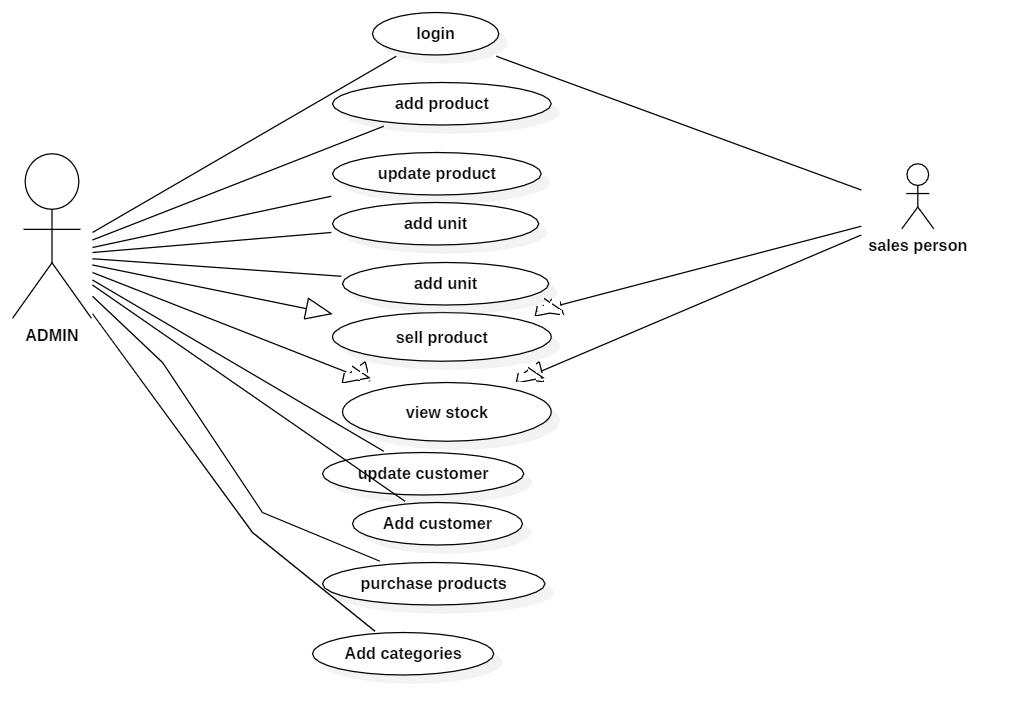 login
add product
update product
add unit
sales person
add unit
ADMIN
sell product
view stock
update customer
Add customer
purchase products
Add categories